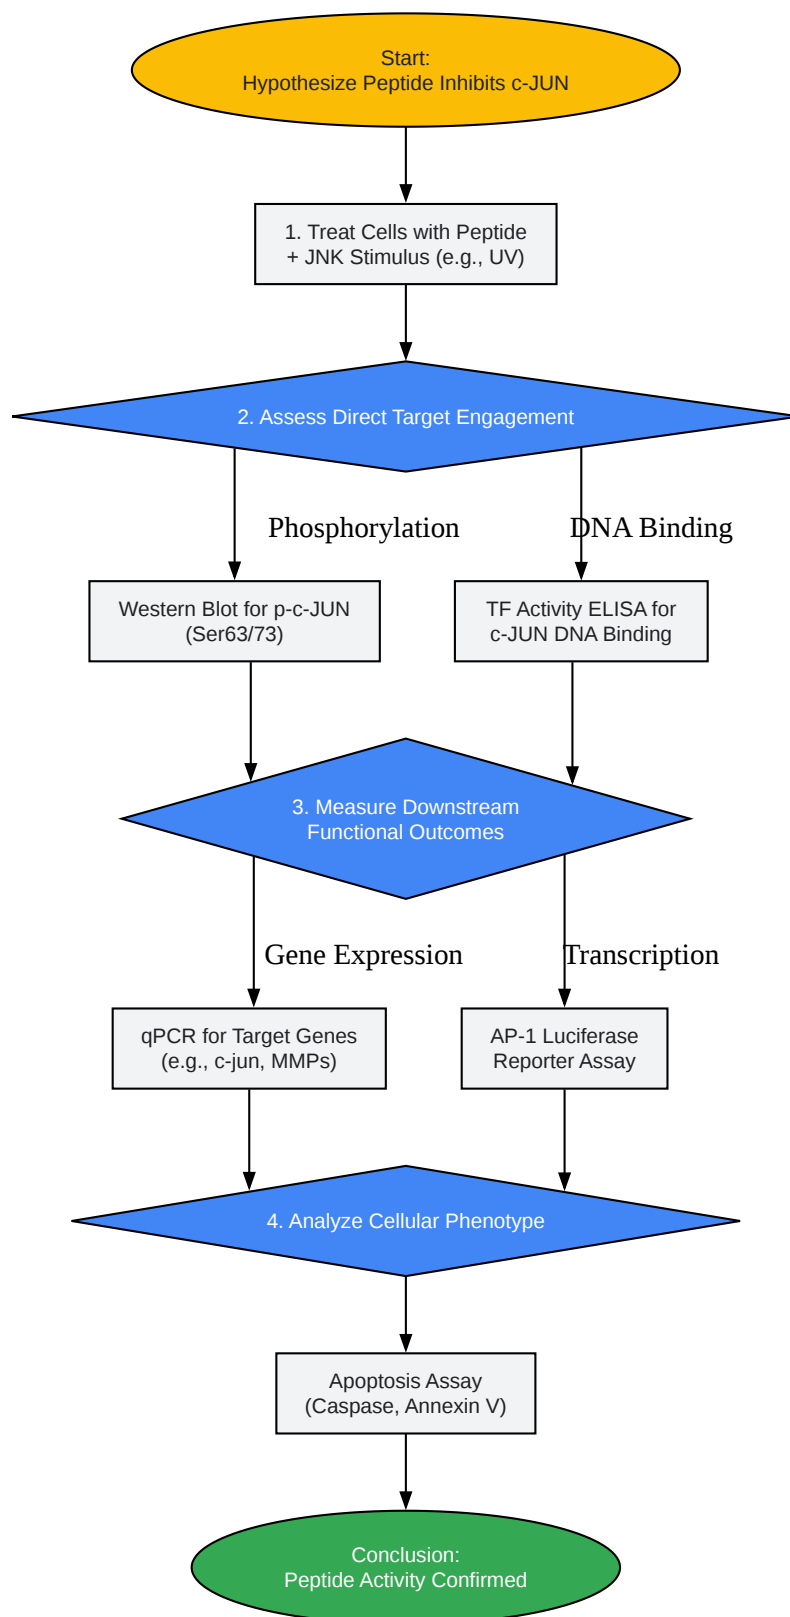 Start:
Hypothesize Peptide Inhibits c-JUN
1. Treat Cells with Peptide
+ JNK Stimulus (e.g., UV)
2. Assess Direct Target Engagement
Phosphorylation
DNA Binding
Western Blot for p-c-JUN
(Ser63/73)
TF Activity ELISA for
c-JUN DNA Binding
3. Measure Downstream
Functional Outcomes
Gene Expression
Transcription
qPCR for Target Genes
(e.g., c-jun, MMPs)
AP-1 Luciferase
Reporter Assay
4. Analyze Cellular Phenotype
Apoptosis Assay
(Caspase, Annexin V)
Conclusion:
Peptide Activity Confirmed